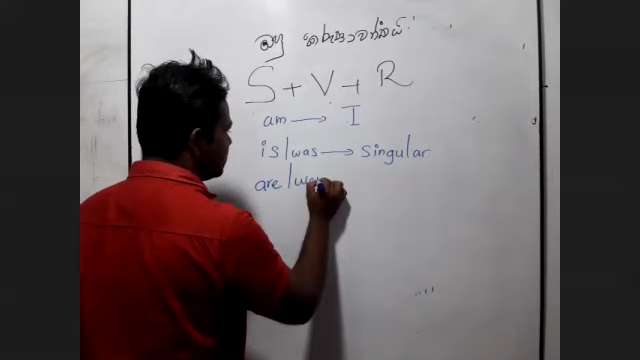 S + V + R
am → I
is/was → singular
are/